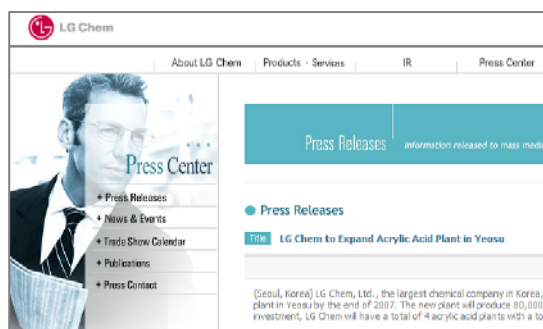 LG Chem
About LG Chem Products · Services IR Press Center
Press Center
+ Press Releases
+ News & Events
+ Trade Show Calendar
+ Publications
+ Press Contact
Press Releases Information released to mass
Press Releases
Title LG Chem to Expand Acrylic Acid Plant in Yeosu
(Seoul, Korea) LG Chem, Ltd., the largest chemical company in Korea,
plant in Yeosu by the end of 2007. The new plant will produce 80,000
investment, LG Chem will have a total of 4 acrylic acid plants with a